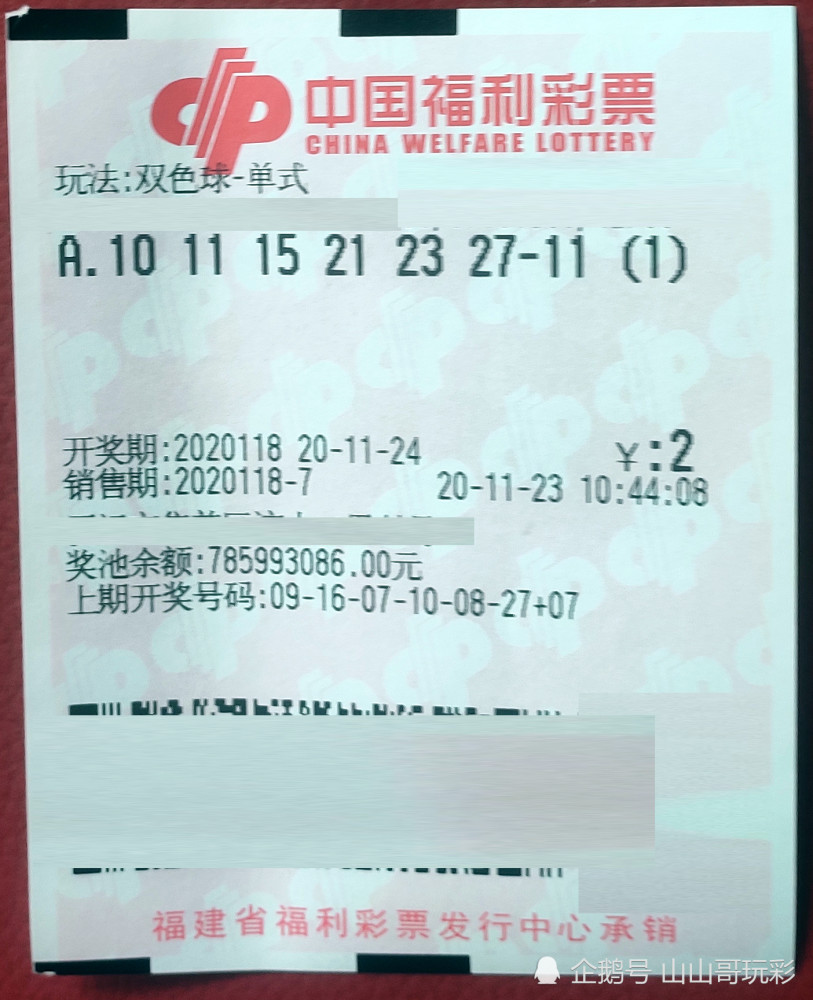 中国福利彩票
CHINA WELFARE LOTTERY
玩法:双色球-单式
A.10 11 15 21 23 27-11 (1)
开奖期:2020118 20-11-24 ¥:2
销售期:2020118-7 20-11-23 10:44:08
奖池余额:785993086.00元
上期开奖号码:09-16-07-10-08-27+07
福建省福利彩票发行中心承销
企鹅号 山山哥玩彩